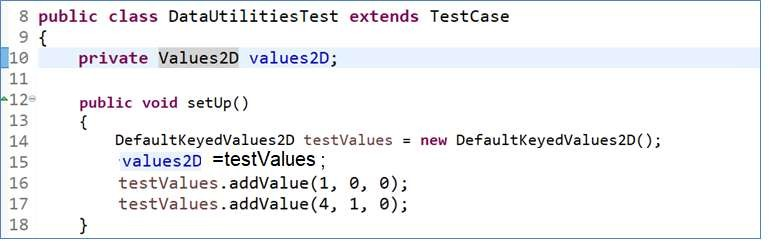 8 public class DataUtilitiesTest extends TestCase
9 {
10 private Values2D values2D;
11
12 public void setUp()
13 {
14 DefaultKeyedValues2D testValues = new DefaultKeyedValues2D();
15 values2D =testValues ;
16 testValues.addValue(1, 0, 0);
17 testValues.addValue(4, 1, 0);
18 }